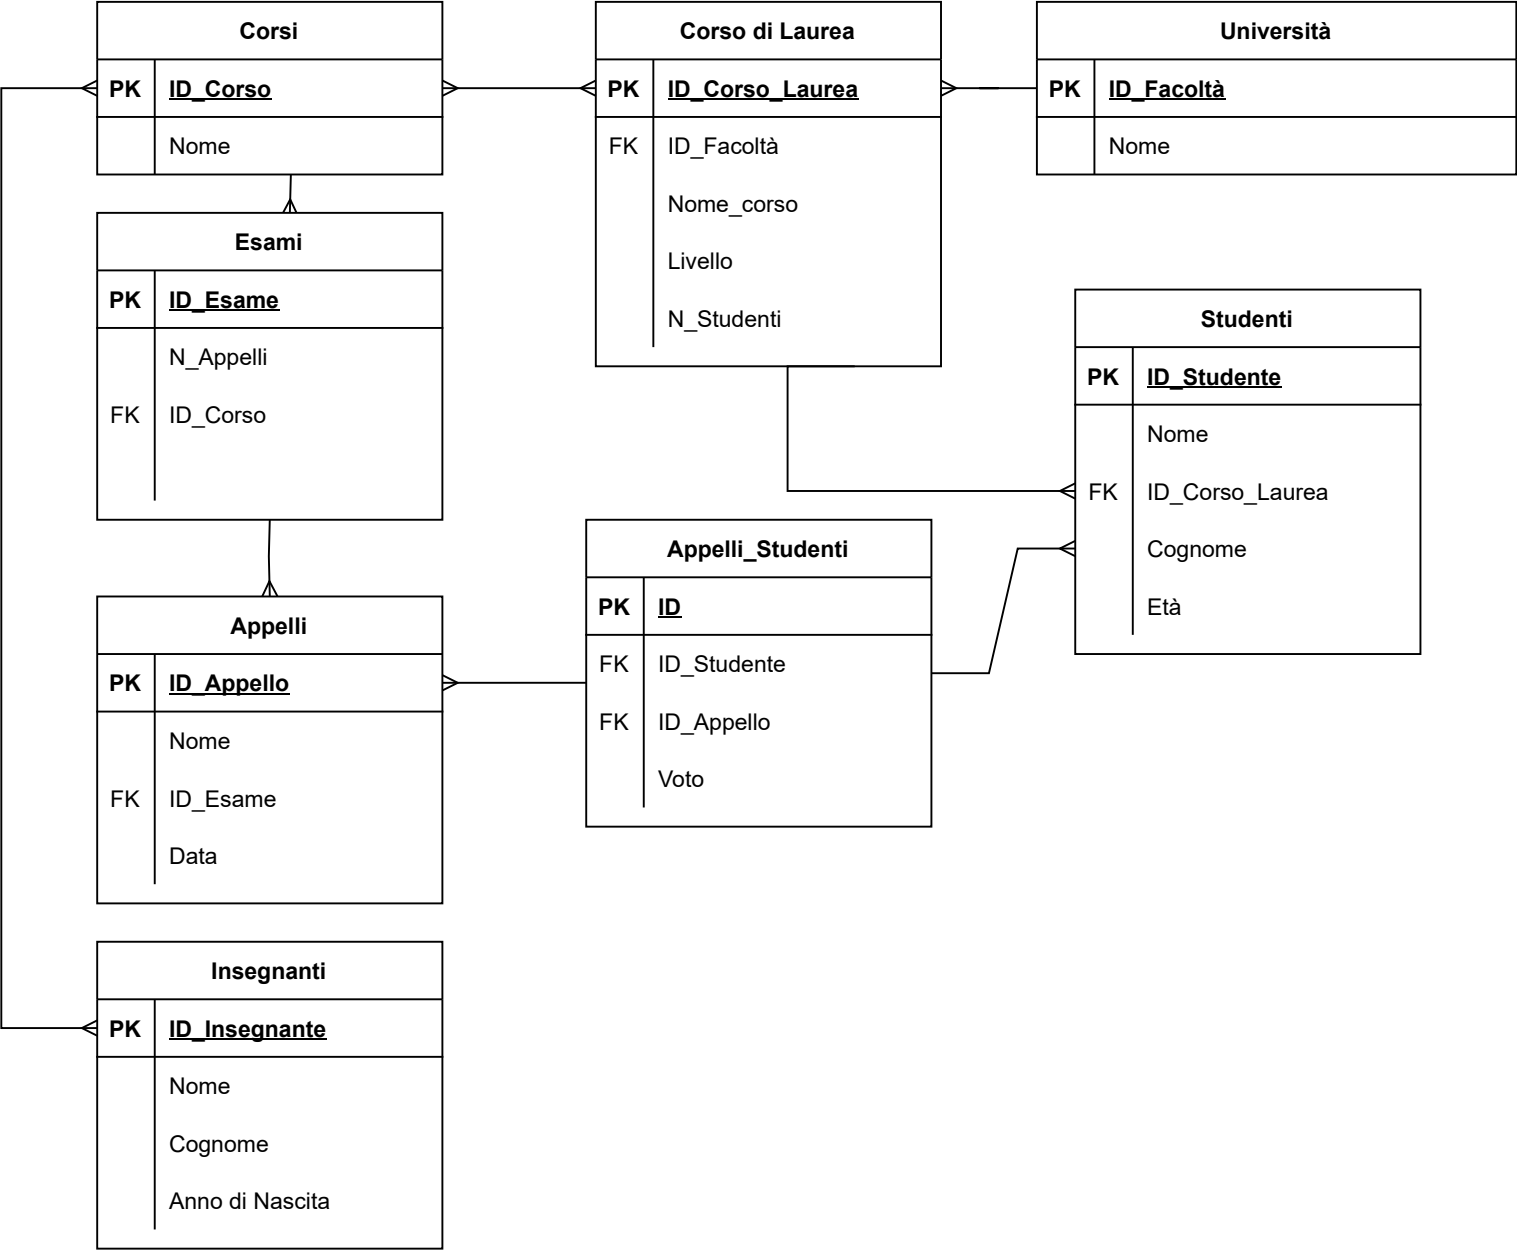 Corsi
PK ID_Corso
Nome
Corso di Laurea
PK ID_Corso_Laurea
FK ID_Facoltà
Nome_corso
Livello
N_Studenti
Università
PK ID_Facoltà
Nome
Esami
PK ID_Esame
N_Appelli
FK ID_Corso
Studenti
PK ID_Studente
Nome
FK ID_Corso_Laurea
Cognome
Età
Appelli_Studenti
PK ID
FK ID_Studente
FK ID_Appello
Voto
Appelli
PK ID_Appello
Nome
FK ID_Esame
Data
Insegnanti
PK ID_Insegnante
Nome
Cognome
Anno di Nascita